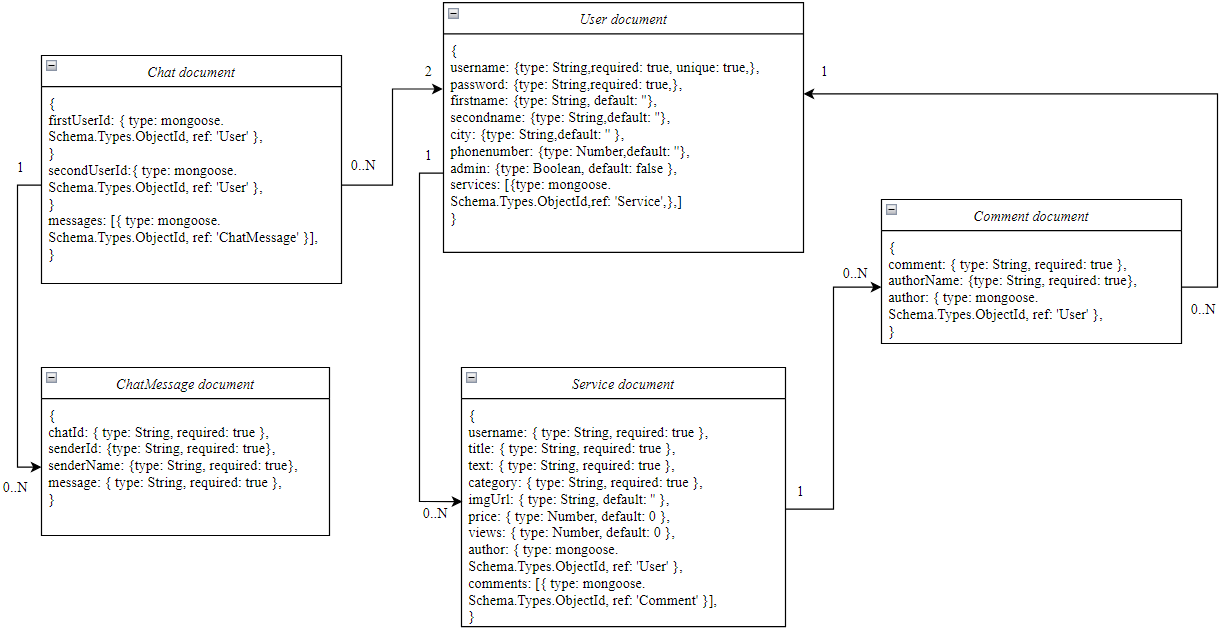 User document
{
username: {type: String,required: true, unique: true,},
password: {type: String,required: true,},
firstname: {type: String, default: ''},
secondname: {type: String,default: ''},
city: {type: String,default: '' },
phonenumber: {type: Number,default: ''},
admin: {type: Boolean, default: false },
services: [{type: mongoose.
Schema.Types.ObjectId,ref: 'Service',},]
}
Chat document
{
firstUserId: { type: mongoose.
Schema.Types.ObjectId, ref: 'User' },
}
secondUserId:{ type: mongoose.
Schema.Types.ObjectId, ref: 'User' },
}
messages: [{ type: mongoose.
Schema.Types.ObjectId, ref: 'ChatMessage' }],
}
2
1
1
0..N
1
Comment document
{
comment: { type: String, required: true },
authorName: {type: String, required: true},
author: { type: mongoose.
Schema.Types.ObjectId, ref: 'User' },
}
0..N
0..N
ChatMessage document
{
chatId: { type: String, required: true },
senderId: {type: String, required: true},
senderName: {type: String, required: true},
message: { type: String, required: true },
}
0..N
Service document
{
username: { type: String, required: true },
title: { type: String, required: true },
text: { type: String, required: true },
category: { type: String, required: true },
imgUrl: { type: String, default: '' },
price: { type: Number, default: 0 },
views: { type: Number, default: 0 },
author: { type: mongoose.
Schema.Types.ObjectId, ref: 'User' },
comments: [{ type: mongoose.
Schema.Types.ObjectId, ref: 'Comment' }],
}
0..N
1